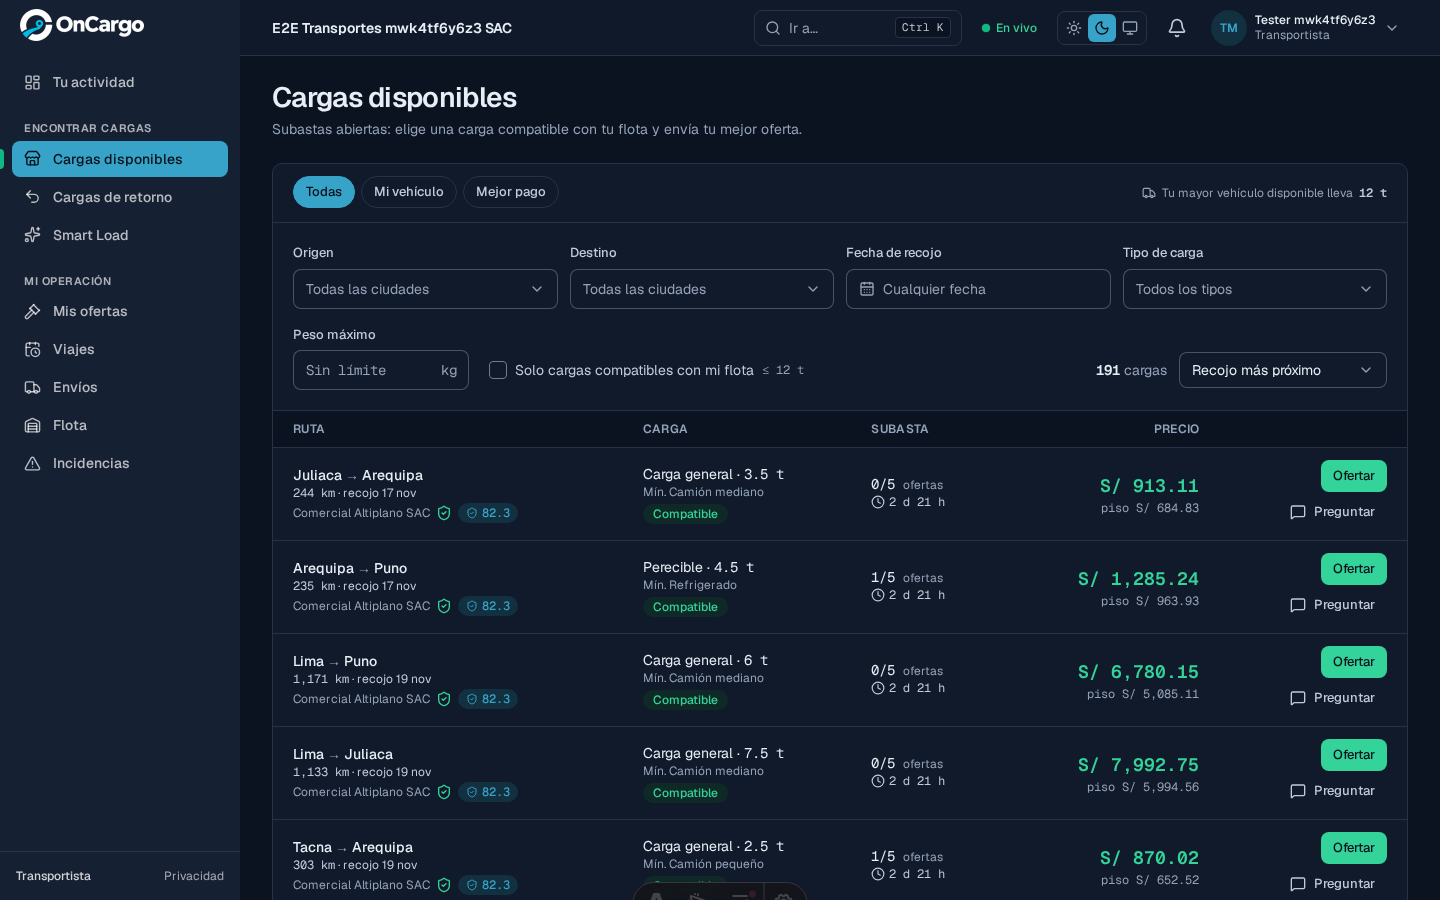 OnCargo
E2E Transportes mwk4tf6y6z3 SAC
Ir a...
Ctrl K
En vivo
TM
Tester mwk4tf6y6z3
Transportista
Tu actividad
ENCONTRAR CARGAS
Cargas disponibles
Cargas de retorno
Smart Load
MI OPERACIÓN
Mis ofertas
Viajes
Envíos
Flota
Incidencias
Transportista
Privacidad
Cargas disponibles
Subastas abiertas: elige una carga compatible con tu flota y envía tu mejor oferta.
Todas
Mi vehículo
Mejor pago
Tu mayor vehículo disponible lleva 12 t
Origen
Destino
Fecha de recojo
Tipo de carga
Todas las ciudades
Todas las ciudades
Cualquier fecha
Todos los tipos
Peso máximo
Sin límite kg
Solo cargas compatibles con mi flota ≤ 12 t
191 cargas
Recojo más próximo
RUTA
CARGA
SUBASTA
PRECIO
Juliaca → Arequipa
244 km · recojo 17 nov
Comercial Altiplano SAC 82.3
Carga general · 3.5 t
Mín. Camión mediano
Compatible
0/5 ofertas
2 d 21 h
S/ 913.11
piso S/ 684.83
Ofertar
Preguntar
Arequipa → Puno
235 km · recojo 17 nov
Comercial Altiplano SAC 82.3
Perecible · 4.5 t
Mín. Refrigerado
Compatible
1/5 ofertas
2 d 21 h
S/ 1,285.24
piso S/ 963.93
Ofertar
Preguntar
Lima → Puno
1,171 km · recojo 19 nov
Comercial Altiplano SAC 82.3
Carga general · 6 t
Mín. Camión mediano
Compatible
0/5 ofertas
2 d 21 h
S/ 6,780.15
piso S/ 5,085.11
Ofertar
Preguntar
Lima → Juliaca
1,133 km · recojo 19 nov
Comercial Altiplano SAC 82.3
Carga general · 7.5 t
Mín. Camión mediano
Compatible
0/5 ofertas
2 d 21 h
S/ 7,992.75
piso S/ 5,994.56
Ofertar
Preguntar
Tacna → Arequipa
303 km · recojo 19 nov
Comercial Altiplano SAC 82.3
Carga general · 2.5 t
Mín. Camión pequeño
1/5 ofertas
2 d 21 h
S/ 870.02
piso S/ 652.52
Ofertar
Preguntar